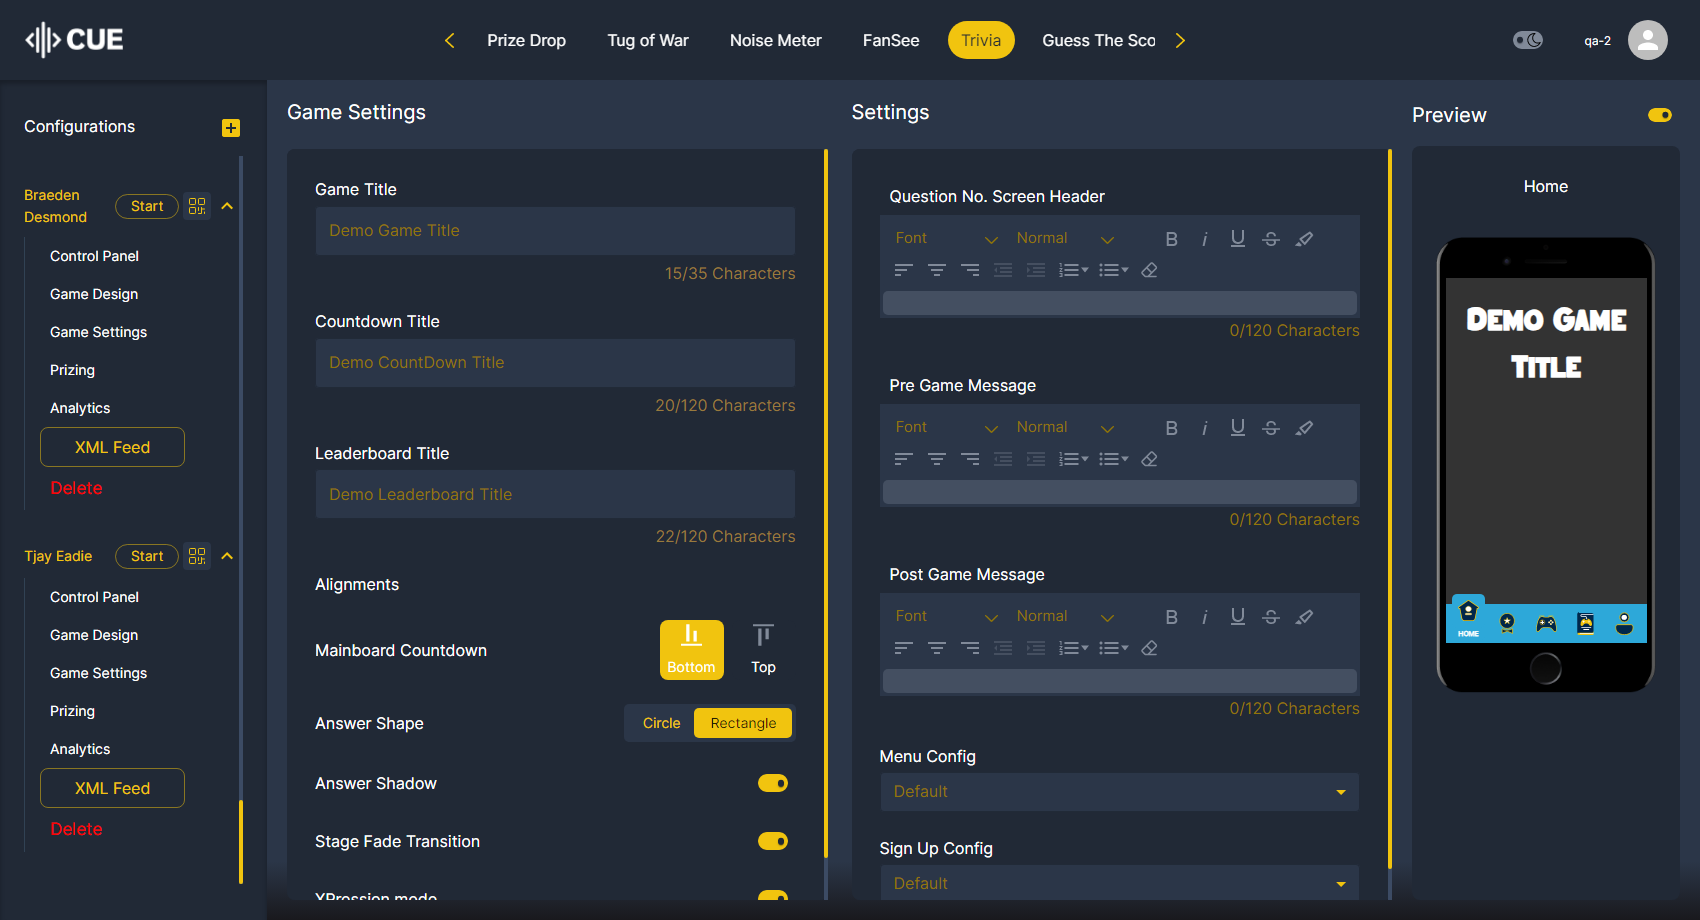 CUE
Prize Drop
Tug of War
Noise Meter
FanSee
Trivia
Guess The Sco
qa-2
Configurations
Braeden
Desmond
Start
Control Panel
Game Design
Game Settings
Prizing
Analytics
XML Feed
Delete
Tjay Eadie
Start
Control Panel
Game Design
Game Settings
Prizing
Analytics
XML Feed
Delete
Game Settings
Game Title
Demo Game Title
15/35 Characters
Countdown Title
Demo CountDown Title
20/120 Characters
Leaderboard Title
Demo Leaderboard Title
22/120 Characters
Alignments
Mainboard Countdown
Bottom
Top
Answer Shape
Circle
Rectangle
Answer Shadow
Stage Fade Transition
XPression mode
Settings
Question No. Screen Header
Font
Normal
0/120 Characters
Pre Game Message
Font
Normal
0/120 Characters
Post Game Message
Font
Normal
0/120 Characters
Menu Config
Default
Sign Up Config
Default
Preview
Home
Demo Game
Title
HOME